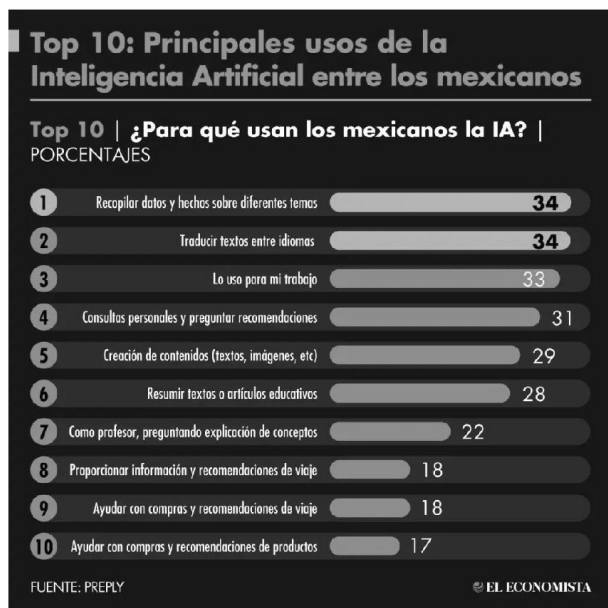 Top 10: Principales usos de la
Inteligencia Artificial entre los mexicanos
Top 10 | ¿Para qué usan los mexicanos la IA? |
PORCENTAJES
1 Recopilar datos y hechos sobre diferentes temas 34
2 Traducir textos entre idiomas 34
3 Lo uso para mi trabajo 33
4 Consultas personales y preguntar recomendaciones 31
5 Creación de contenidos (textos, imágenes, etc) 29
6 Resumir textos o artículos educativos 28
7 Como profesor, preguntando explicación de conceptos 22
8 Proporcionar información y recomendaciones de viaje 18
9 Ayudar con compras y recomendaciones de viaje 18
10 Ayudar con compras y recomendaciones de productos 17
FUENTE: PREPLY EL ECONOMISTA